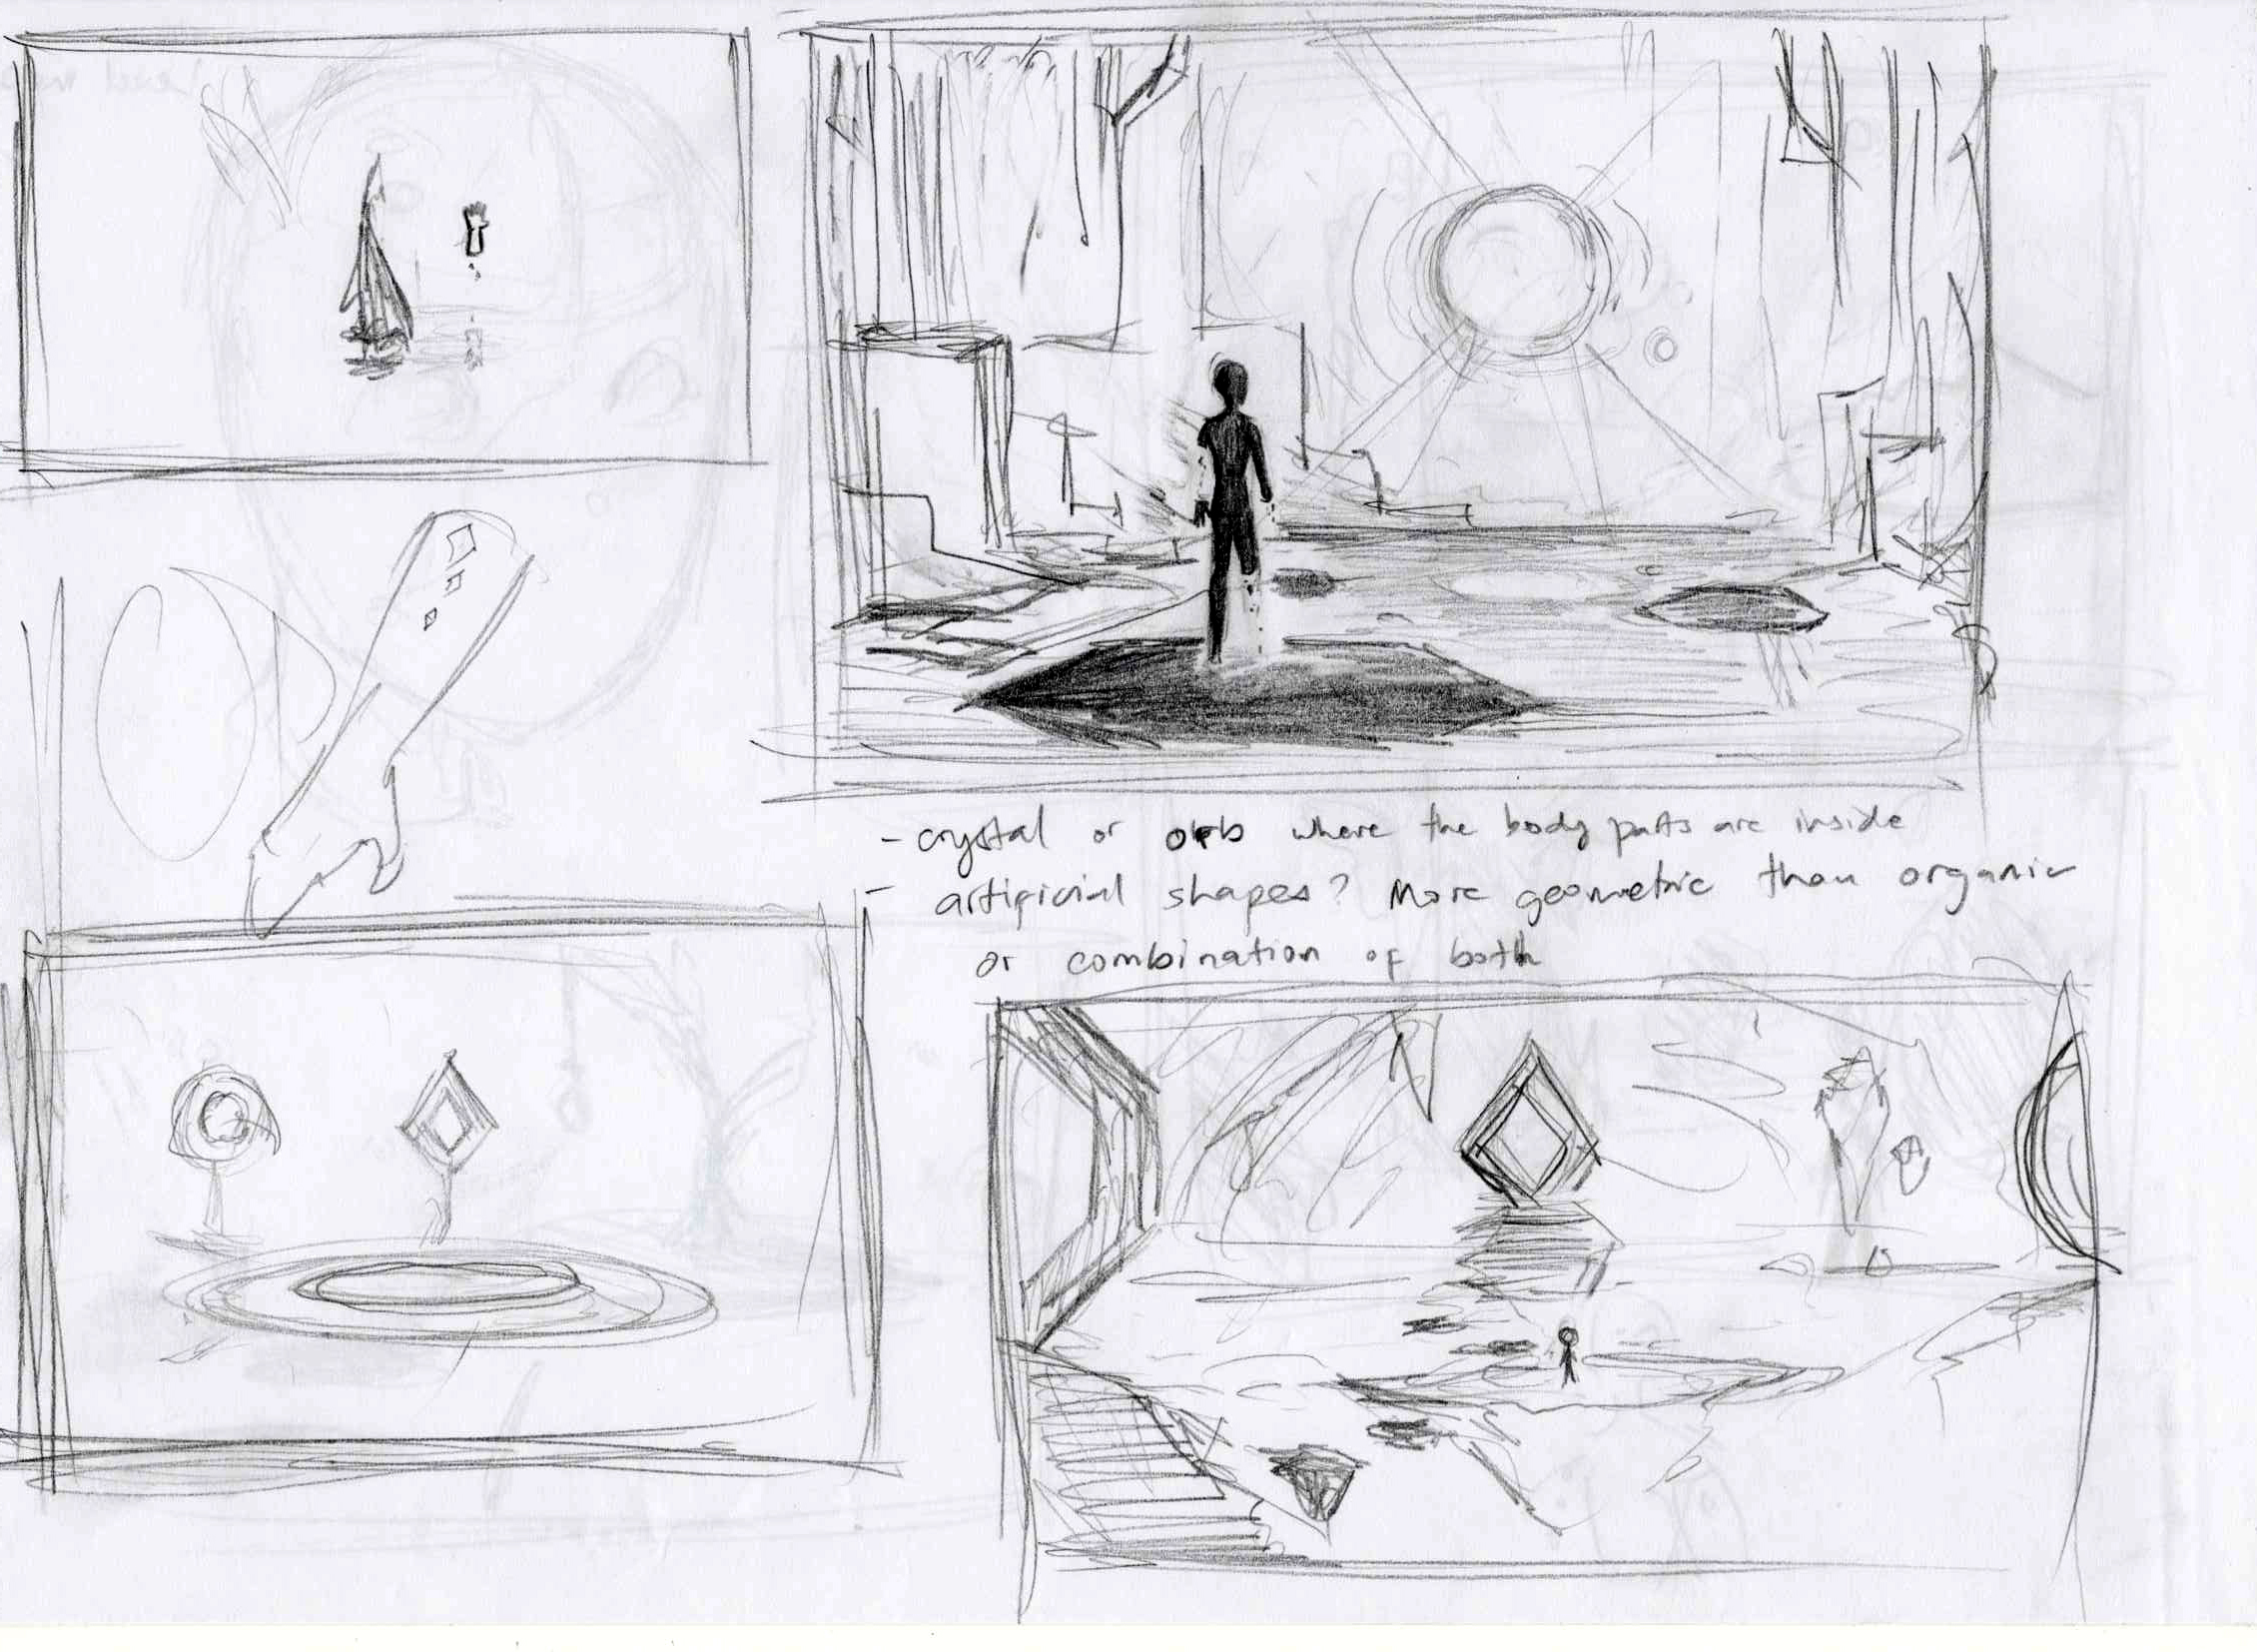 - crystal or orb where the body parts are inside
- artificial shapes? More geometric than organic
or combination of both